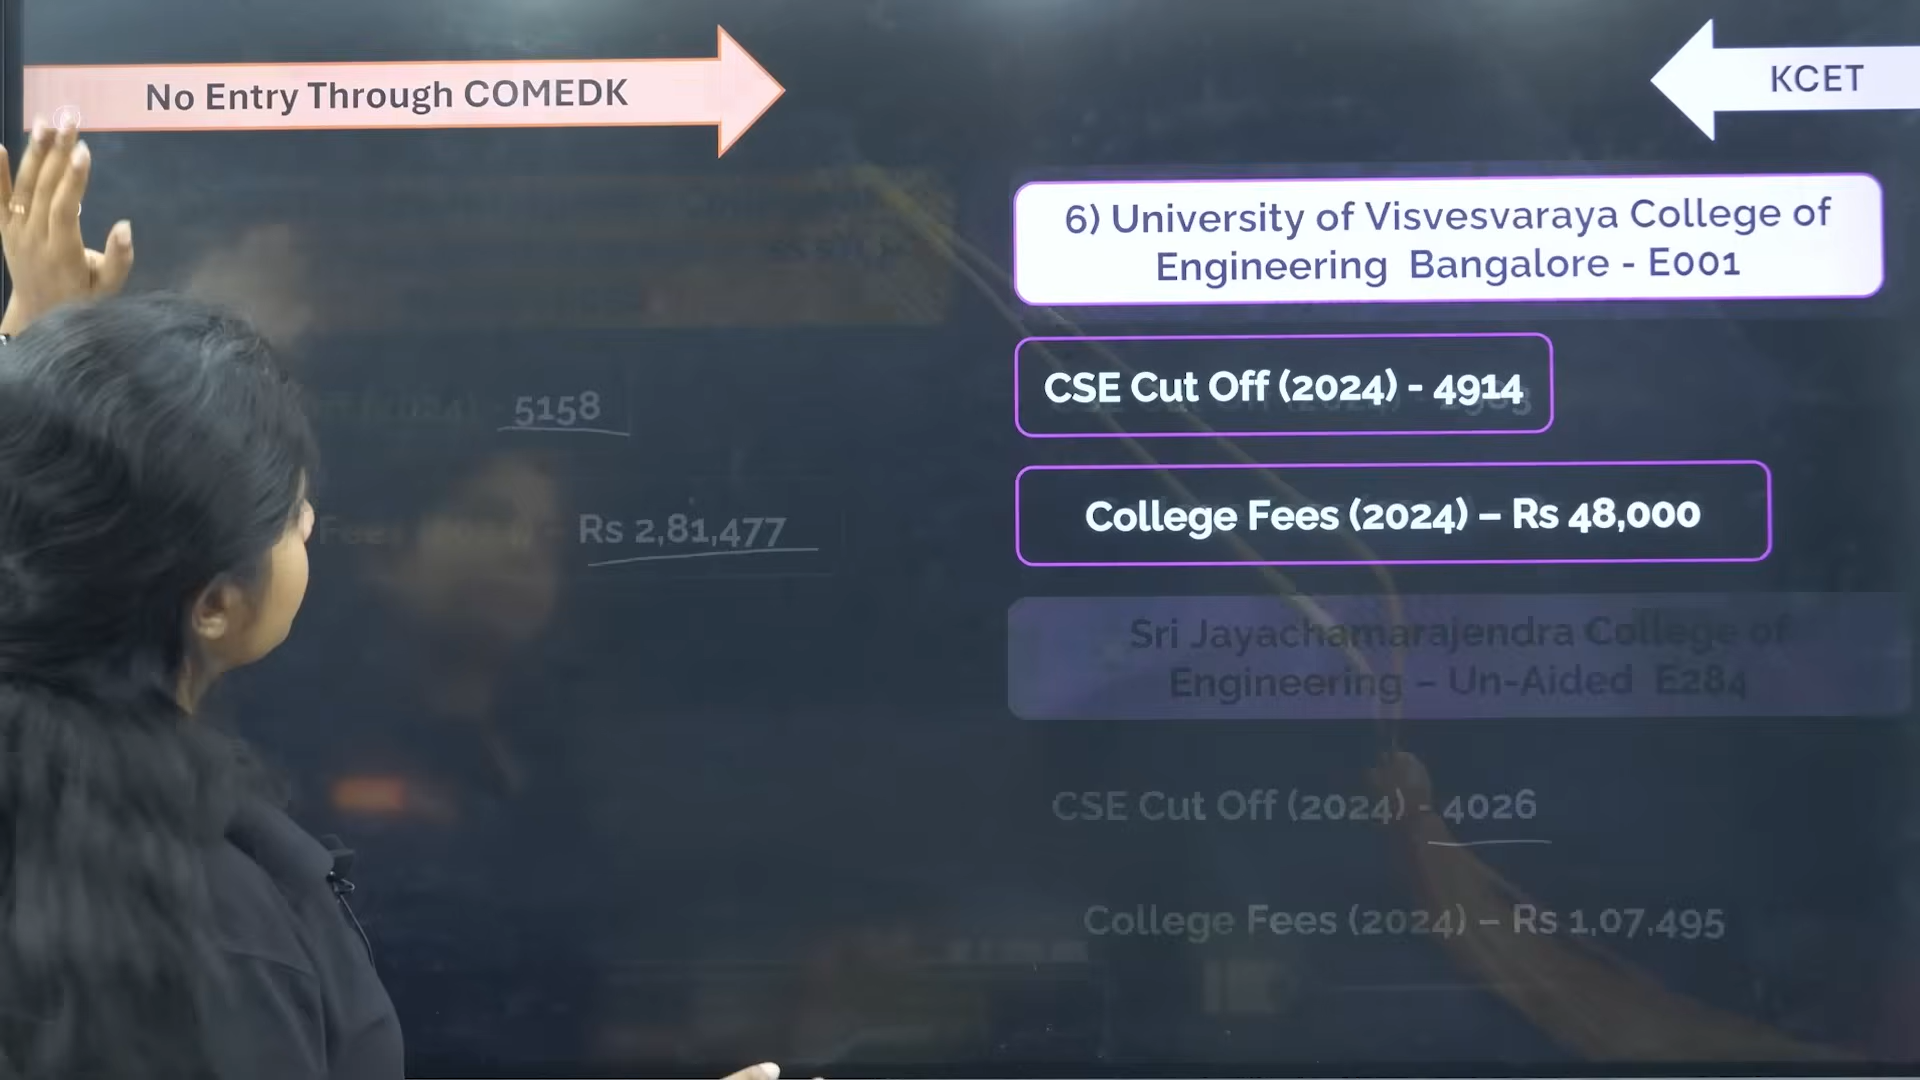 No Entry Through COMEDK
KCET
6) University of Visvesvaraya College of
Engineering Bangalore - E001
CSE Cut Off (2024) - 4914
5158
College Fees (2024) – Rs 48,000
Fees – Rs 2,81,477
Sri Jayachamarajendra College of
Engineering – Un-Aided E284
CSE Cut Off (2024) - 4026
College Fees (2024) – Rs 1,07,495